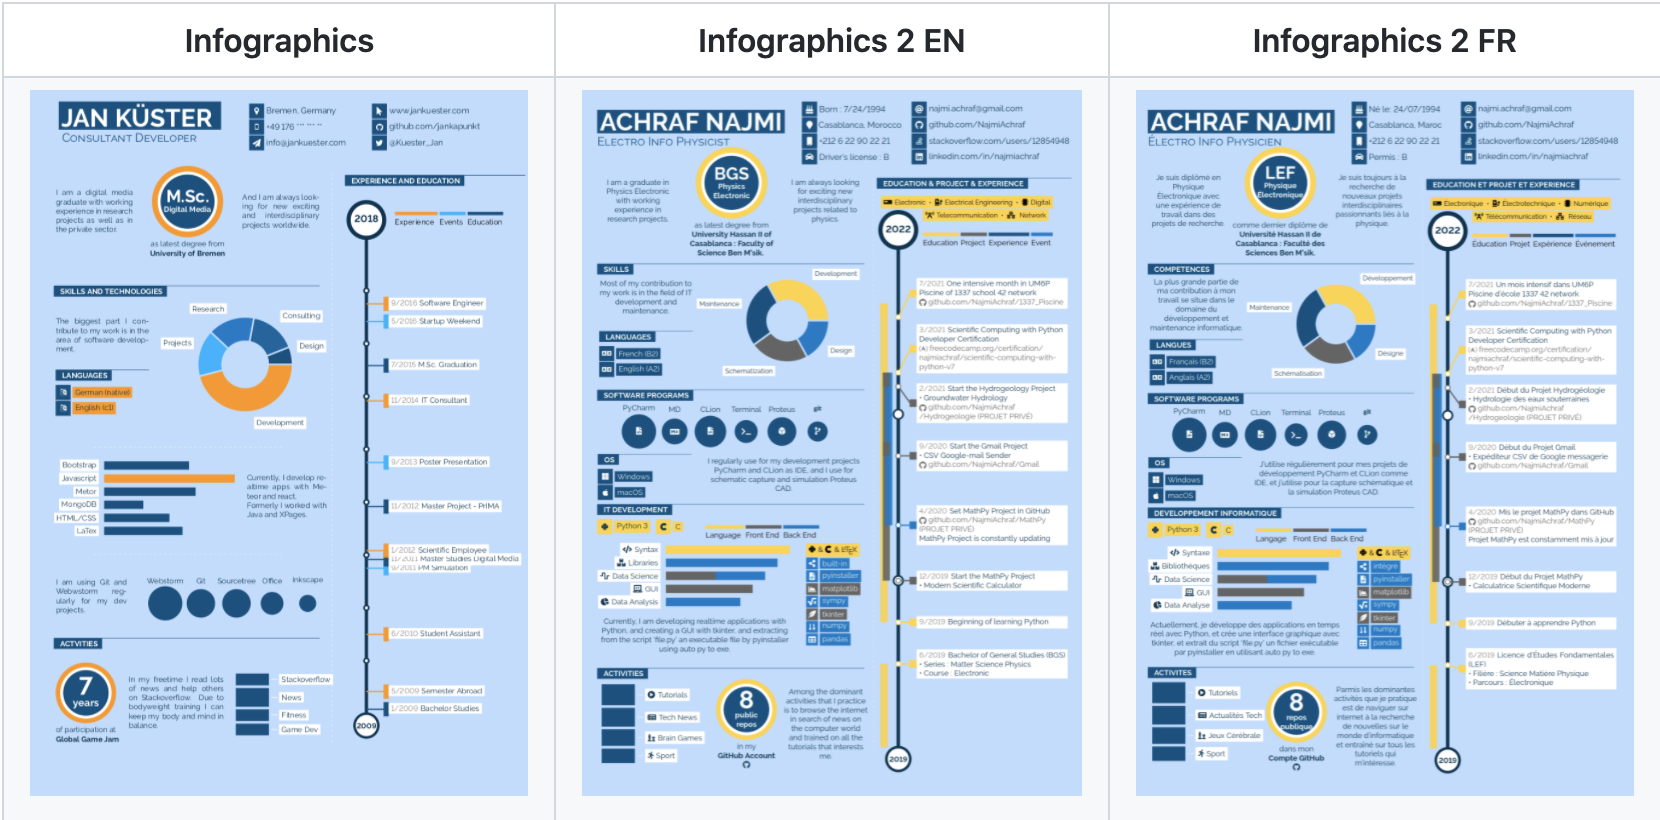 Infographics
Infographics 2 EN
Infographics 2 FR
JAN KÜSTER
CONSULTANT DEVELOPER
Bremen, Germany
+49 176 *** *** **
info@jankuester.com
www.jankuester.com
github.com/jankapunkt
@Kuester_Jan
I am a digital media
graduate with working
experience in research
projects as well as in
the private sector.
M.Sc.
Digital Media
as latest degree from
University of Bremen
And I am always look-
ing for new exciting
and interdisciplinary
projects worldwide.
SKILLS AND TECHNOLOGIES
The biggest part I con-
tribute to my work is in the
area of software develop-
ment.
Research
Consulting
Projects
Design
Development
LANGUAGES
German (native)
English (c1)
Bootstrap
Javascript
Metor
MongoDB
HTML/CSS
LaTex
Currently, I develop re-
altime apps with Me-
teor and react.
Formerly I worked with
Java and XPages.
I am using Git and
Webwstorm reg-
ularly for my dev
projects.
Webstorm
Git
Sourcetree
Office
Inkscape
ACTVITIES
7
years
of participation at
Global Game Jam
In my freetime I read lots
of news and help others
on Stackoverflow. Due to
bodyweight training I can
keep my body and mind in
balance.
Stackoverflow
News
Fitness
Game Dev
EXPERIENCE AND EDUCATION
2018
Experience Events Education
9/2016 Software Engineer
5/2016 Startup Weekend
7/2015 M.Sc. Graduation
11/2014 IT Consultant
9/2013 Poster Presentation
11/2012 Master Project - PriMA
1/2012 Scientific Employee
11/2011 Master Studies Digital Media
9/2011 PM Simulation
6/2010 Student Assistant
5/2009 Semester Abroad
1/2009 Bachelor Studies
2009
ACHRAF NAJMI
ELECTRO INFO PHYSICIST
Born : 7/24/1994
Casablanca, Morocco
+212 6 22 90 22 21
Driver's license : B
najmi.achraf@gmail.com
github.com/NajmiAchraf
stackoverflow.com/users/12854948
linkedin.com/in/najmiachraf
I am a graduate in
Physics Electronic
with working
experience in
research projects.
BGS
Physics
Electronic
as latest degree from
University Hassan II of
Casablanca : Faculty of
Science Ben M'sik.
I am always looking
for exciting new
interdisciplinary
projects related to
physics.
SKILLS
Most of my contribution to
my work is in the field of IT
development and
maintenance.
Development
Maintenance
Design
Schematization
LANGUAGES
French (B2)
English (A2)
SOFTWARE PROGRAMS
PyCharm
MD
CLion
Terminal
Proteus
OS
Windows
macOS
I regularly use for my development projects
PyCharm and CLion as IDE, and I use for
schematic capture and simulation Proteus
CAD.
IT DEVELOPMENT
Python 3
C
Language Front End Back End
Syntax
Libraries
Data Science
GUI
Data Analysis
& C & LATEX
built-in
pyinstaller
matplotlib
sympy
tkinter
numpy
pandas
Currently, I am developing realtime applications with
Python, and creating a GUI with tkinter, and extracting
from the script 'file.py' an executable file by pyinstaller
using auto py to exe.
ACTIVITIES
Tutorials
Tech News
Brain Games
Sport
8
public
repos
in my
GitHub Account
Among the dominant
activities that I practice
is to browse the internet
in search of news on
the computer world
and trained on all the
tutorials that interests
me.
EDUCATION & PROJECT & EXPERIENCE
Electronic • Electrical Engineering • Digital
Telecommunication • Network
2022
Education Project Experience Event
7/2021 One intensive month in UM6P
Piscine of 1337 school 42 network
github.com/NajmiAchraf/1337_Piscine
3/2021 Scientific Computing with Python
Developer Certification
freecodecamp.org/certification/
najmiachraf/scientific-computing-with-
python-v7
2/2021 Start the Hydrogeology Project
• Groundwater Hydrology
github.com/NajmiAchraf
/Hydrogeology (PROJET PRIVÉ)
9/2020 Start the Gmail Project
• CSV Google-mail Sender
github.com/NajmiAchraf/Gmail
4/2020 Set MathPy Project in GitHub
github.com/NajmiAchraf/MathPy
(PROJET PRIVÉ)
MathPy Project is constantly updating
12/2019 Start the MathPy Project
• Modern Scientific Calculator
9/2019 Beginning of learning Python
6/2019 Bachelor of General Studies (BGS)
• Series : Matter Science Physics
• Course : Electronic
2019
ACHRAF NAJMI
ÉLECTRO INFO PHYSICIEN
Né le: 24/07/1994
Casablanca, Maroc
+212 6 22 90 22 21
Permis : B
najmi.achraf@gmail.com
github.com/NajmiAchraf
stackoverflow.com/users/12854948
linkedin.com/in/najmiachraf
Je suis diplômé en
Physique
Électronique avec
une expérience de
travail dans des
projets de recherche.
LEF
Physique
Électronique
comme dernier diplôme de
Université Hassan II de
Casablanca : Faculté des
Sciences Ben M'sik.
Je suis toujours à la
recherche de
nouveaux projets
interdisciplinaires
passionnants liés à la
physique.
COMPETENCES
La plus grande partie de
ma contribution à mon
travail se situe dans le
domaine du
développement et
maintenance informatique.
Développement
Maintenance
Désigne
Schématisation
LANGUES
Français (B2)
Anglais (A2)
SOFTWARE PROGRAMS
PyCharm
MD
CLion
Terminal
Proteus
OS
Windows
macOS
J'utilise régulièrement pour mes projets de
développement PyCharm et CLion comme
IDE, et j'utilise pour la capture schématique et
la simulation Proteus CAD.
DÉVELOPPEMENT INFORMATIQUE
Python 3
C
Langage Front End Back End
Syntaxe
Bibliothèques
Data Science
GUI
Data Analyse
& C & LATEX
intégré
pyinstaller
matplotlib
sympy
tkinter
numpy
pandas
Actuellement, je développe des applications en temps
réel avec Python, et crée une interface graphique avec
tkinter, et extrait du script 'file.py' un fichier exécutable
par pyinstaller en utilisant auto py to exe.
ACTIVITES
Tutoriels
Actualités Tech
Jeux Cérébrale
Sport
8
repos
publique
dans mon
Compte GitHub
Parmis les dominantes
activités que je pratique
est de naviguer sur
internet à la recherche
de nouvelles sur le
monde d'informatique
et entraîné sur tous les
tutoriels qui
m'intéresse.
EDUCATION ET PROJET ET EXPERIENCE
Électronique • Électrotechnique • Numérique
Télécommunication • Réseau
2022
Éducation Projet Expérience Événement
7/2021 Un mois intensif dans UM6P
Piscine d'école 1337 42 network
github.com/NajmiAchraf/1337_Piscine
3/2021 Scientific Computing with Python
Developer Certification
freecodecamp.org/certification/
najmiachraf/scientific-computing-with-
python-v7
2/2021 Début du Projet Hydrogéologie
• Hydrologie des eaux souterraines
github.com/NajmiAchraf
/Hydrogeology (PROJET PRIVÉ)
9/2020 Début du Projet Gmail
• Expéditeur CSV de Google messagerie
github.com/NajmiAchraf/Gmail
4/2020 Mis le projet MathPy dans GitHub
github.com/NajmiAchraf/MathPy
(PROJET PRIVÉ)
Projet MathPy est constamment mis à jour
12/2019 Début du Projet MathPy
• Calculatrice Scientifique Moderne
9/2019 Débuter à apprendre Python
6/2019 Licence d'Études Fondamentales
(LEF)
• Filière : Science Matière Physique
• Parcours : Électronique
2019